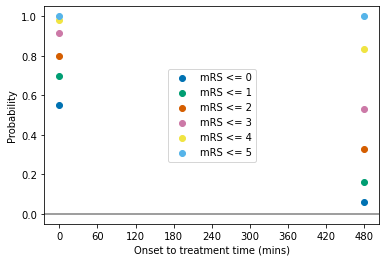 1.0
0.8
0.6
0.4
0.2
0.0
Probability
mRS <= 0
mRS <= 1
mRS <= 2
mRS <= 3
mRS <= 4
mRS <= 5
0 60 120 180 240 300 360 420 480
Onset to treatment time (mins)